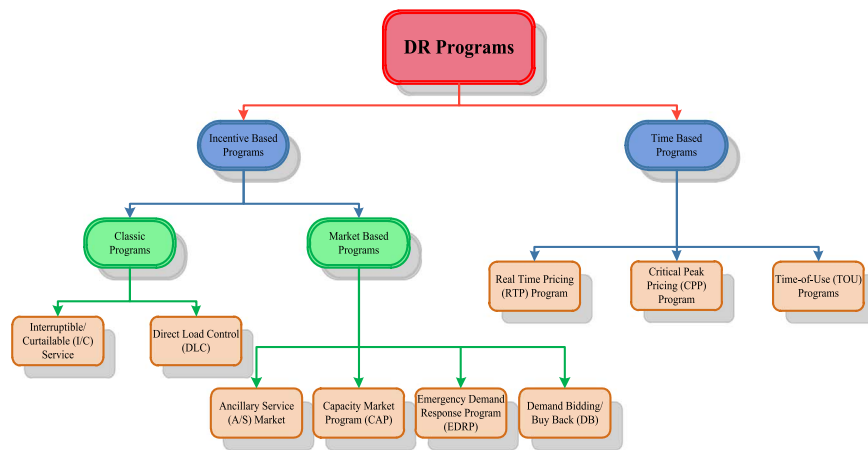 DR Programs
Incentive Based
Programs
Time Based
Programs
Classic
Programs
Market Based
Programs
Real Time Pricing
(RTP) Program
Critical Peak
Pricing (CPP)
Program
Time-of-Use (TOU)
Programs
Interruptible/
Curtailable (I/C)
Service
Direct Load Control
(DLC)
Ancillary Service
(A/S) Market
Capacity Market
Program (CAP)
Emergency Demand
Response Program
(EDRP)
Demand Bidding/
Buy Back (DB)